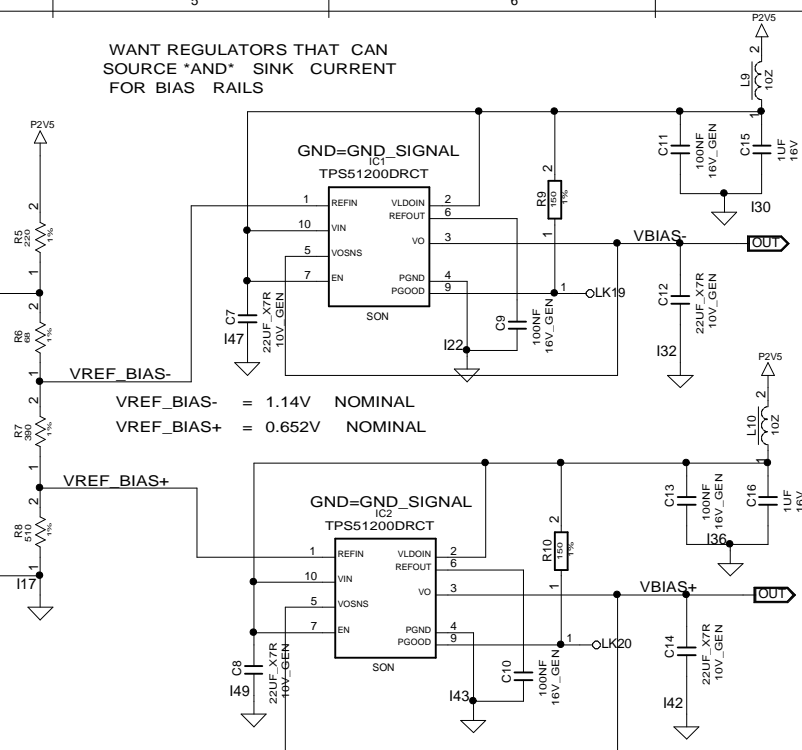 5
6
WANT REGULATORS THAT CAN
SOURCE *AND* SINK CURRENT
FOR BIAS RAILS
P2V5
2
L9
10Z
1
C11
100NF
16V_GEN
C15
1UF
16V
I30
P2V5
2
R5
220
1%
1
2
R6
68
1%
1
VREF_BIAS-
2
R7
390
1%
1
VREF_BIAS+
2
R8
510
1%
1
I17
GND=GND_SIGNAL
IC1
TPS51200DRCT
1 REFIN
10 VIN
5 VOSNS
7 EN
VLDOIN 2
REFOUT 6
VO 3
PGND 4
PGOOD 9
SON
2
R9
150
1%
1
1 LK19
VBIAS-
OUT
C7
22UF_X7R
10V_GEN
I47
C9
100NF
16V_GEN
I22
C12
22UF_X7R
10V_GEN
I32
VREF_BIAS- = 1.14V NOMINAL
VREF_BIAS+ = 0.652V NOMINAL
P2V5
2
L10
10Z
1
C13
100NF
16V_GEN
C16
1UF
16V
I36
GND=GND_SIGNAL
IC2
TPS51200DRCT
1 REFIN
10 VIN
5 VOSNS
7 EN
VLDOIN 2
REFOUT 6
VO 3
PGND 4
PGOOD 9
SON
2
R10
150
1%
1
1 LK20
VBIAS+
OUT
C8
22UF_X7R
10V_GEN
I49
C10
100NF
16V_GEN
I43
C14
22UF_X7R
10V_GEN
I42